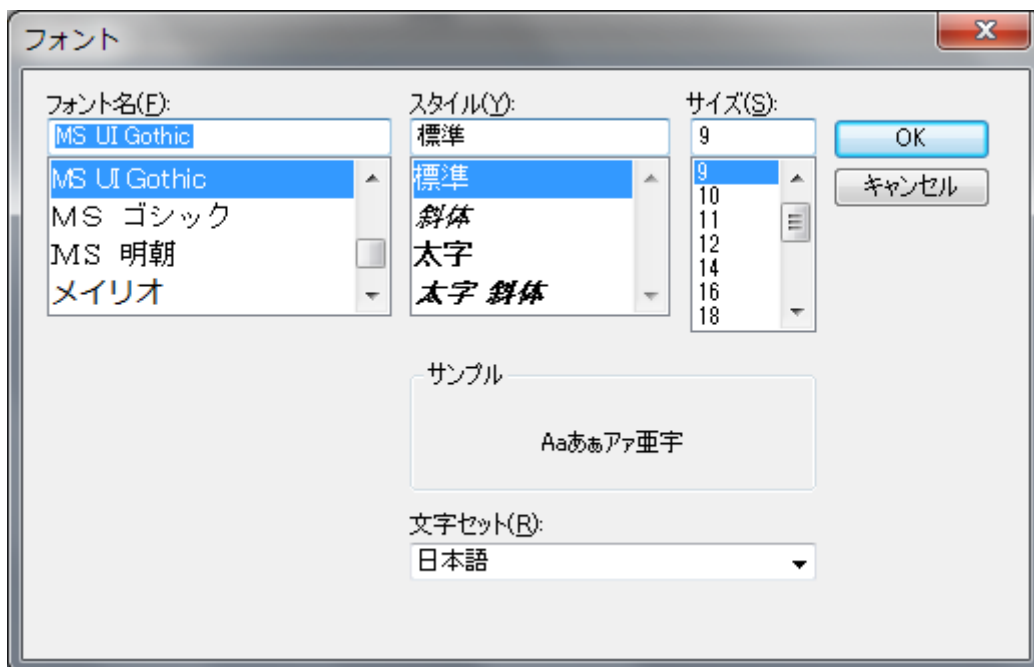 フォント
フォント名(F):
MS UI Gothic
MS UI Gothic
MS ゴシック
MS 明朝
メイリオ
スタイル(Y):
標準
標準
斜体
太字
太字 斜体
サイズ(S):
9
9
10
11
12
14
16
18
OK
キャンセル
サンプル
Aaあぁアァ亜宇
文字セット(R):
日本語